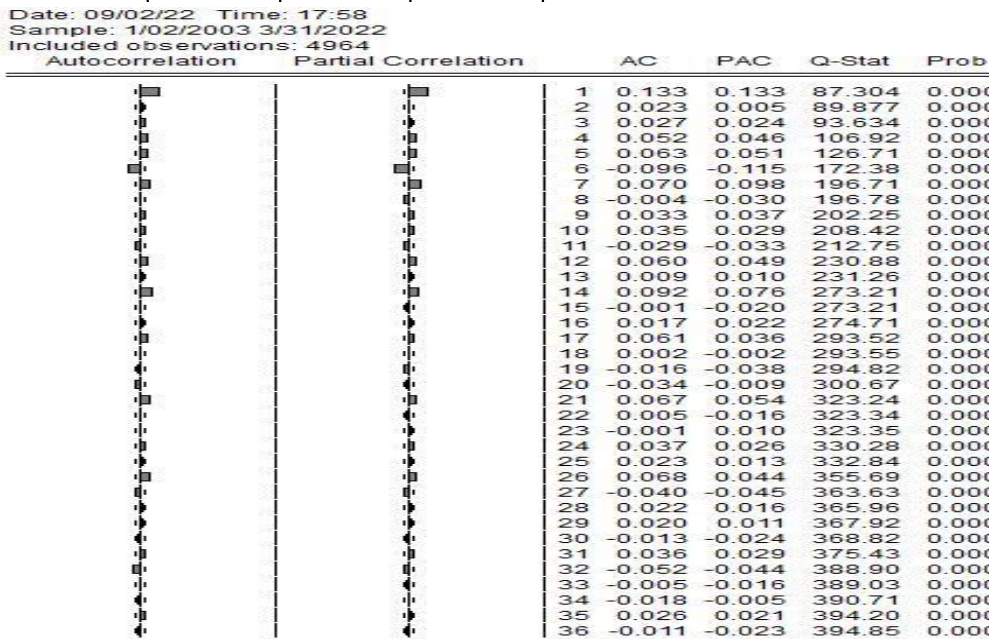 Date: 09/02/22 Time: 17:58
Sample: 1/02/2003 3/31/2022
Included observations: 4964
Autocorrelation Partial Correlation AC PAC Q-Stat Prob
1 0.133 0.133 87.304 0.000
2 0.023 0.005 89.877 0.000
3 0.027 0.024 93.634 0.000
4 0.052 0.046 106.92 0.000
5 0.063 0.051 126.71 0.000
6 -0.096 -0.115 172.38 0.000
7 0.070 0.098 196.71 0.000
8 -0.004 -0.030 196.78 0.000
9 0.033 0.037 202.25 0.000
10 0.035 0.029 208.42 0.000
11 -0.029 -0.033 212.75 0.000
12 0.060 0.049 230.88 0.000
13 0.009 0.010 231.26 0.000
14 0.092 0.076 273.21 0.000
15 -0.001 -0.020 273.21 0.000
16 0.017 0.022 274.71 0.000
17 0.061 0.036 293.52 0.000
18 0.002 -0.002 293.55 0.000
19 -0.016 -0.038 294.82 0.000
20 -0.034 -0.009 300.67 0.000
21 0.067 0.054 323.24 0.000
22 0.005 -0.016 323.34 0.000
23 -0.001 0.010 323.35 0.000
24 0.037 0.026 330.28 0.000
25 0.023 0.013 332.84 0.000
26 0.068 0.044 355.69 0.000
27 -0.040 -0.045 363.63 0.000
28 0.022 0.016 365.96 0.000
29 0.020 0.011 367.92 0.000
30 -0.013 -0.024 368.82 0.000
31 0.036 0.029 375.43 0.000
32 -0.052 -0.044 388.90 0.000
33 -0.005 -0.016 389.03 0.000
34 -0.018 -0.005 390.71 0.000
35 0.026 0.021 394.20 0.000
36 -0.011 -0.023 394.85 0.000